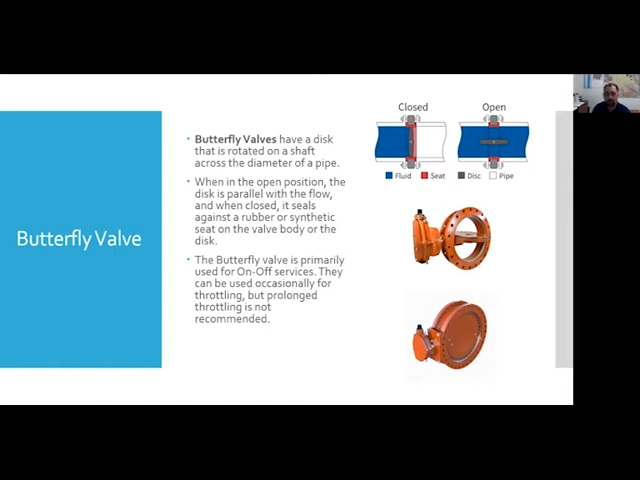 Butterfly Valve
Butterfly Valves have a disk
that is rotated on a shaft
across the diameter of a pipe.
When in the open position, the
disk is parallel with the flow,
and when closed, it seals
against a rubber or synthetic
seat on the valve body or the
disk.
The Butterfly valve is primarily
used for On-Off services. They
can be used occasionally for
throttling, but prolonged
throttling is not
recommended.
Closed
Open
Fluid
Seat
Disc
Pipe